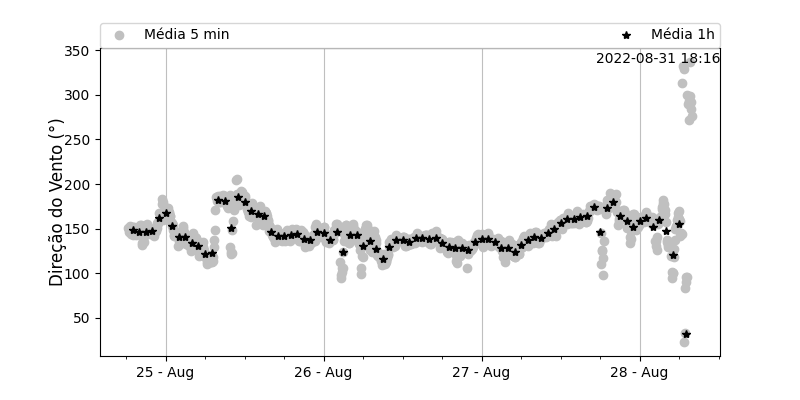 Média 5 min
Média 1h
2022-08-31 18:16
Direção do Vento (°)
350
300
250
200
150
100
50
25 - Aug
26 - Aug
27 - Aug
28 - Aug